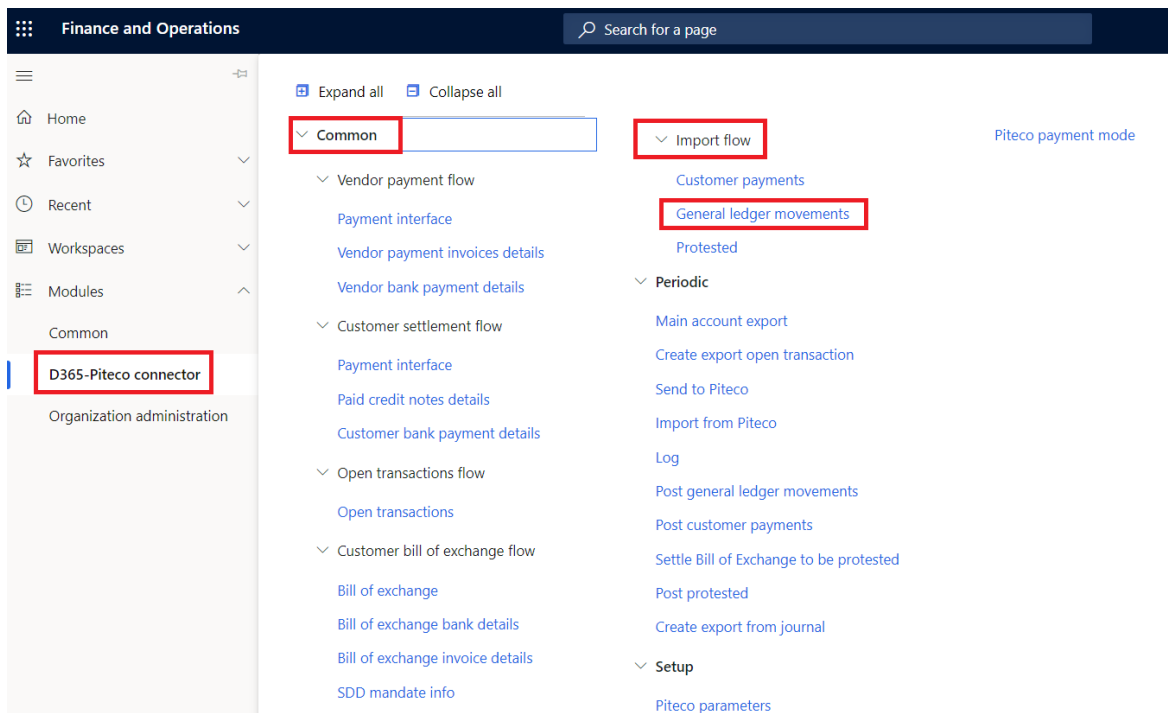 Finance and Operations
Search for a page
Home
Favorites
Recent
Workspaces
Modules
Common
D365-Piteco connector
Organization administration
Expand all
Collapse all
Common
Vendor payment flow
Payment interface
Vendor payment invoices details
Vendor bank payment details
Customer settlement flow
Payment interface
Paid credit notes details
Customer bank payment details
Open transactions flow
Open transactions
Customer bill of exchange flow
Bill of exchange
Bill of exchange bank details
Bill of exchange invoice details
SDD mandate info
Import flow
Customer payments
General ledger movements
Protested
Periodic
Main account export
Create export open transaction
Send to Piteco
Import from Piteco
Log
Post general ledger movements
Post customer payments
Settle Bill of Exchange to be protested
Post protested
Create export from journal
Setup
Piteco parameters
Piteco payment mode